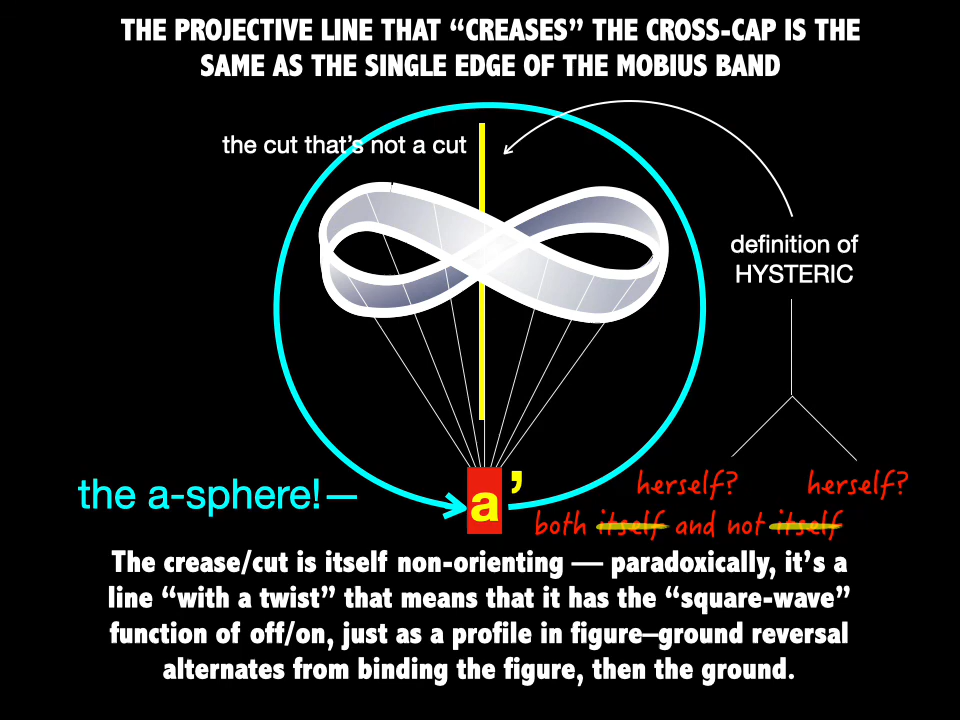 THE PROJECTIVE LINE THAT “CREASES” THE CROSS-CAP IS THE
SAME AS THE SINGLE EDGE OF THE MOBIUS BAND
the cut that’s not a cut
definition of
HYSTERIC
the a-sphere!—
a’
herself? herself?
both itself and not itself
The crease/cut is itself non-orienting — paradoxically, it’s a
line “with a twist” that means that it has the “square-wave”
function of off/on, just as a profile in figure–ground reversal
alternates from binding the figure, then the ground.